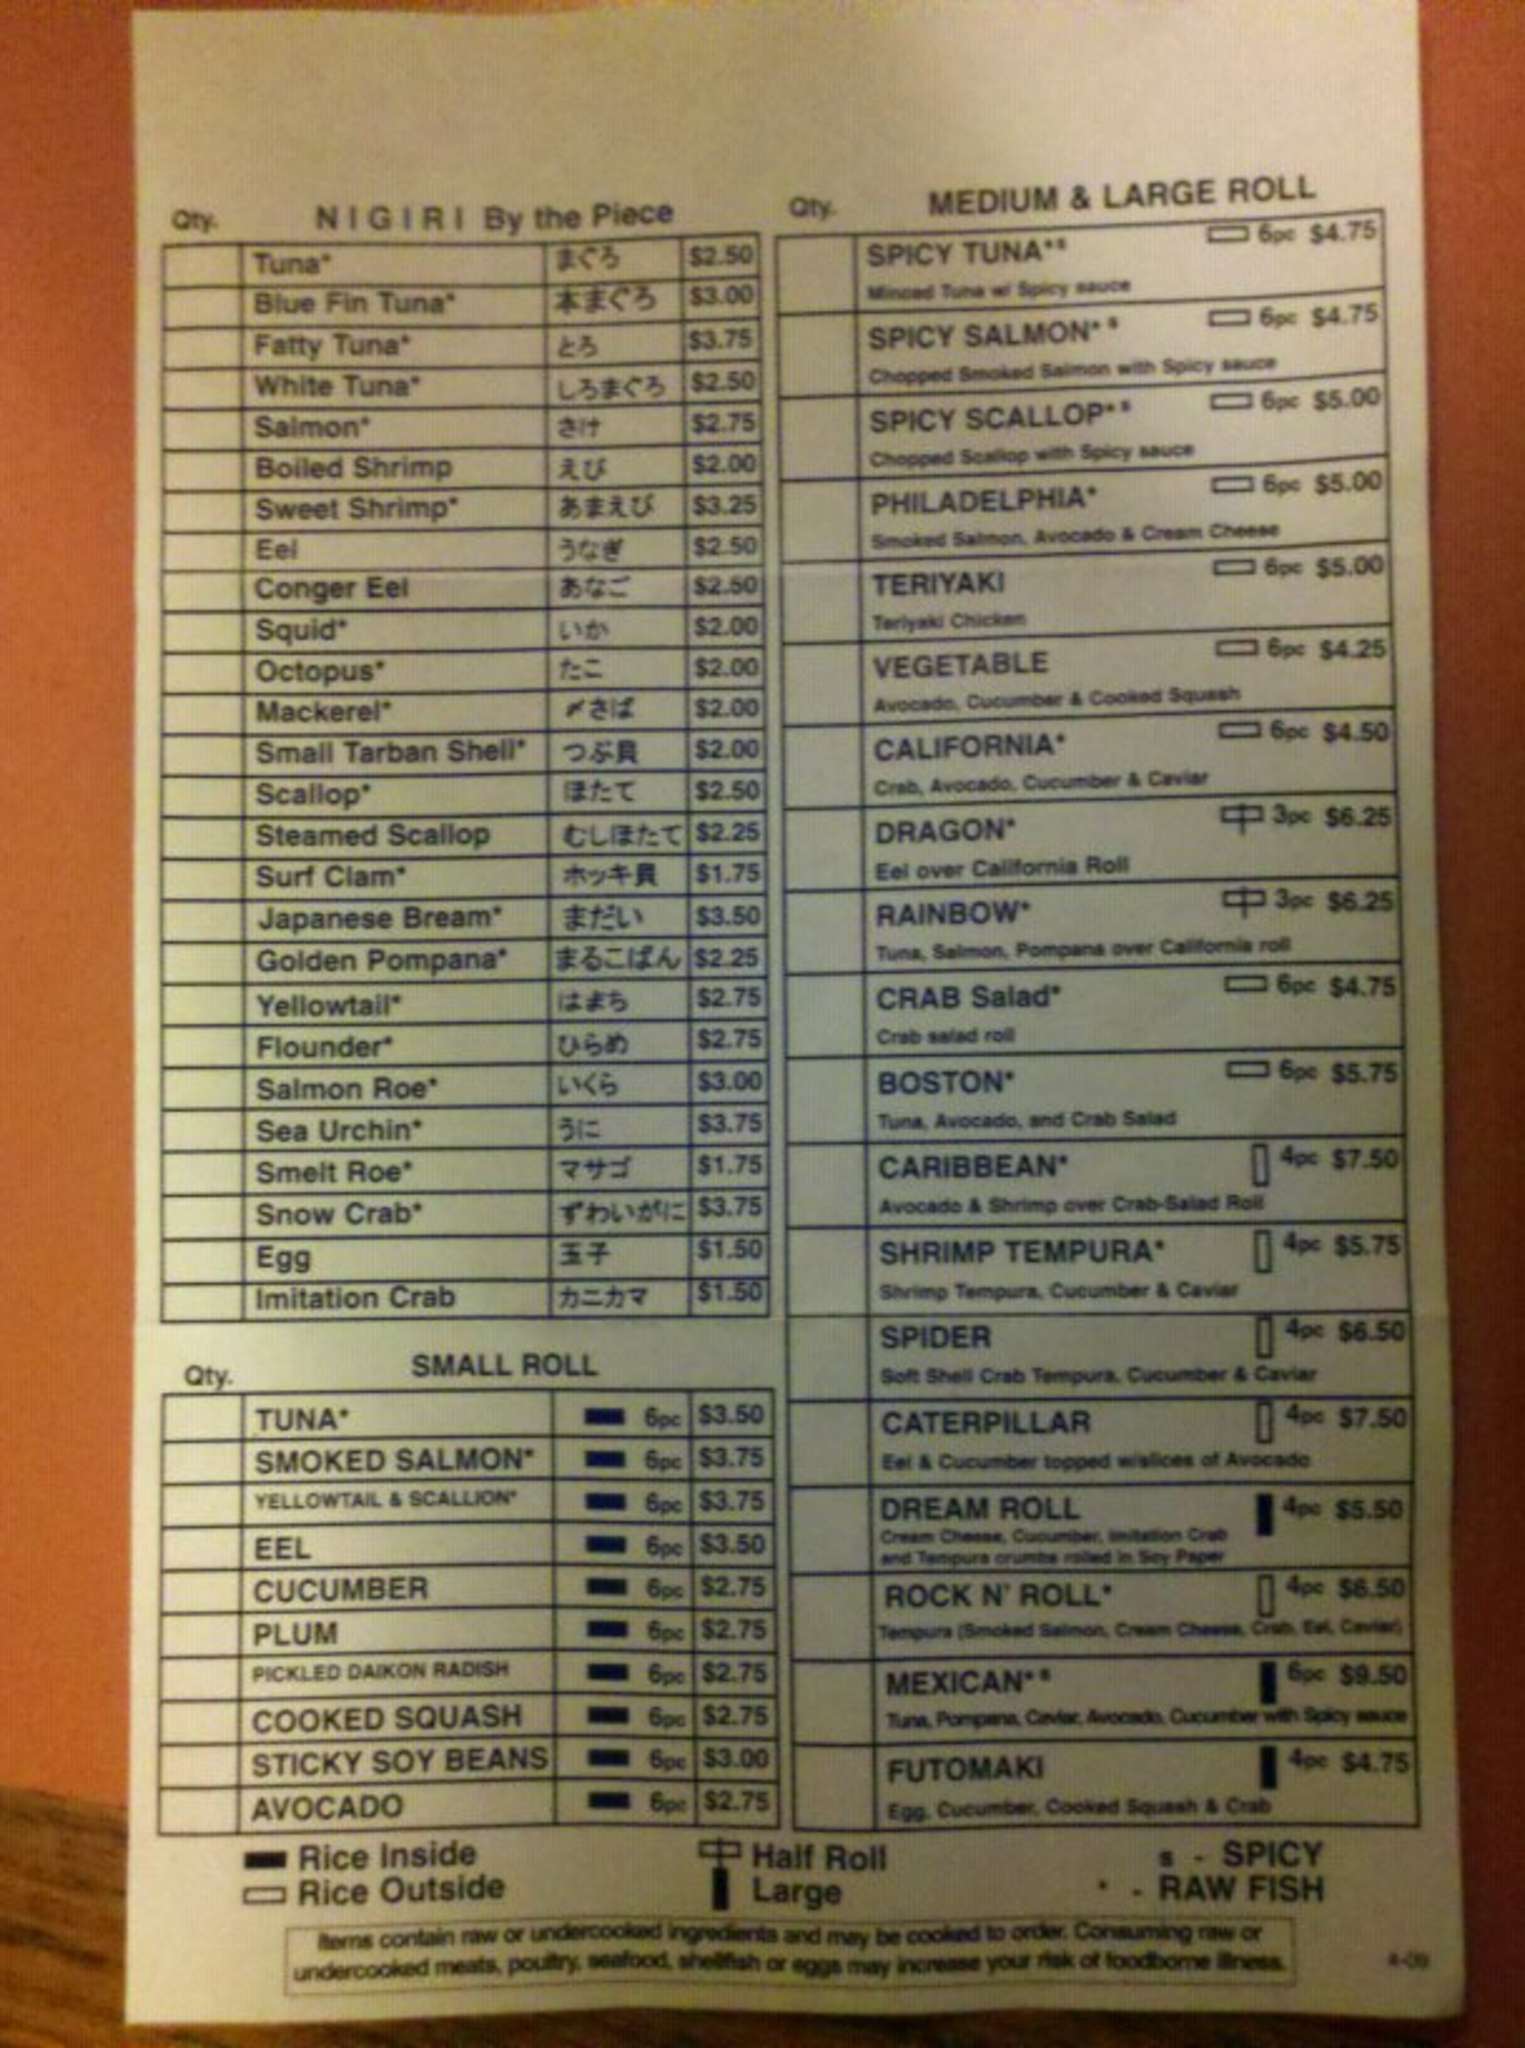 Qty. NIGIRI By the Piece
Tuna* まぐろ $2.50
Blue Fin Tuna* 本まぐろ $3.00
Fatty Tuna* とろ $3.75
White Tuna* しろまぐろ $2.50
Salmon* さけ $2.75
Boiled Shrimp えび $2.00
Sweet Shrimp* あまえび $3.25
Eel うなぎ $2.50
Conger Eel あなご $2.50
Squid* いか $2.00
Octopus* たこ $2.00
Mackerel* 〆さば $2.00
Small Tarban Shell* つぶ貝 $2.00
Scallop* ほたて $2.50
Steamed Scallop むしほたて $2.25
Surf Clam* ホッキ貝 $1.75
Japanese Bream* まだい $3.50
Golden Pompana* まるこばん $2.25
Yellowtail* はまち $2.75
Flounder* ひらめ $2.75
Salmon Roe* いくら $3.00
Sea Urchin* うに $3.75
Smelt Roe* マサゴ $1.75
Snow Crab* ずわいがに $3.75
Egg 玉子 $1.50
Imitation Crab カニカマ $1.50
Qty. SMALL ROLL
TUNA* 6pc $3.50
SMOKED SALMON* 6pc $3.75
YELLOWTAIL & SCALLION* 6pc $3.75
EEL 6pc $3.50
CUCUMBER 6pc $2.75
PLUM 6pc $2.75
PICKLED DAIKON RADISH 6pc $2.75
COOKED SQUASH 6pc $2.75
STICKY SOY BEANS 6pc $3.00
AVOCADO 6pc $2.75
Qty. MEDIUM & LARGE ROLL
SPICY TUNA*s 6pc $4.75
Minced Tuna w/ Spicy sauce
SPICY SALMON*s 6pc $4.75
Chopped Smoked Salmon with Spicy sauce
SPICY SCALLOP*s 6pc $5.00
Chopped Scallop with Spicy sauce
PHILADELPHIA* 6pc $5.00
Smoked Salmon, Avocado & Cream Cheese
TERIYAKI 6pc $5.00
Teriyaki Chicken
VEGETABLE 6pc $4.25
Avocado, Cucumber & Cooked Squash
CALIFORNIA* 6pc $4.50
Crab, Avocado, Cucumber & Caviar
DRAGON* 3pc $6.25
Eel over California Roll
RAINBOW* 3pc $6.25
Tuna, Salmon, Pompana over California roll
CRAB Salad* 6pc $4.75
Crab salad roll
BOSTON* 6pc $5.75
Tuna, Avocado, and Crab Salad
CARIBBEAN* 4pc $7.50
Avocado & Shrimp over Crab-Salad Roll
SHRIMP TEMPURA* 4pc $5.75
Shrimp Tempura, Cucumber & Caviar
SPIDER 4pc $6.50
Soft Shell Crab Tempura, Cucumber & Caviar
CATERPILLAR 4pc $7.50
Eel & Cucumber topped w/slices of Avocado
DREAM ROLL 4pc $5.50
Cream Cheese, Cucumber, Imitation Crab
and Tempura crumbs rolled in Soy Paper
ROCK N' ROLL* 4pc $6.50
Tempura (Smoked Salmon, Cream Cheese, Crab, Eel, Caviar)
MEXICAN*s 6pc $9.50
Tuna, Pompana, Caviar, Avocado, Cucumber with Spicy sauce
FUTOMAKI 4pc $4.75
Egg, Cucumber, Cooked Squash & Crab
Rice Inside Half Roll s - SPICY
Rice Outside Large * - RAW FISH
Items contain raw or undercooked ingredients and may be cooked to order. Consuming raw or
undercooked meats, poultry, seafood, shellfish or eggs may increase your risk of foodborne illness.